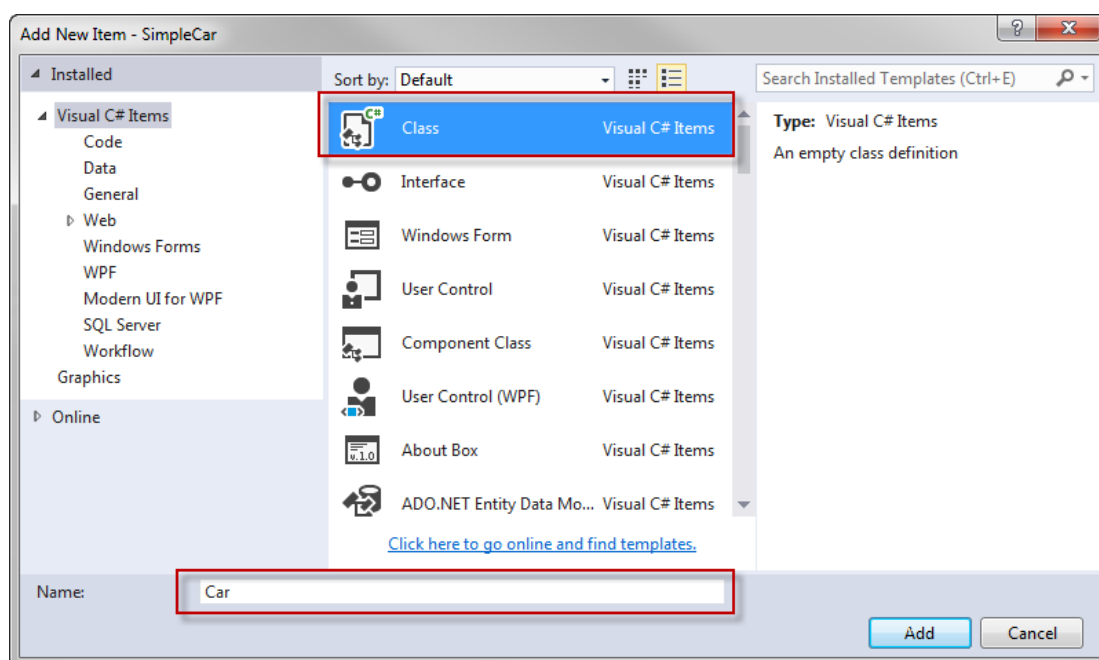 Add New Item - SimpleCar
Installed
Sort by: Default
Search Installed Templates (Ctrl+E)
Visual C# Items
Code
Data
General
Web
Windows Forms
WPF
Modern UI for WPF
SQL Server
Workflow
Graphics
Online
C#
Class Visual C# Items
Interface Visual C# Items
Windows Form Visual C# Items
User Control Visual C# Items
Component Class Visual C# Items
User Control (WPF) Visual C# Items
v.1.0
About Box Visual C# Items
ADO.NET Entity Data Mo... Visual C# Items
Click here to go online and find templates.
Type: Visual C# Items
An empty class definition
Name: Car
Add Cancel